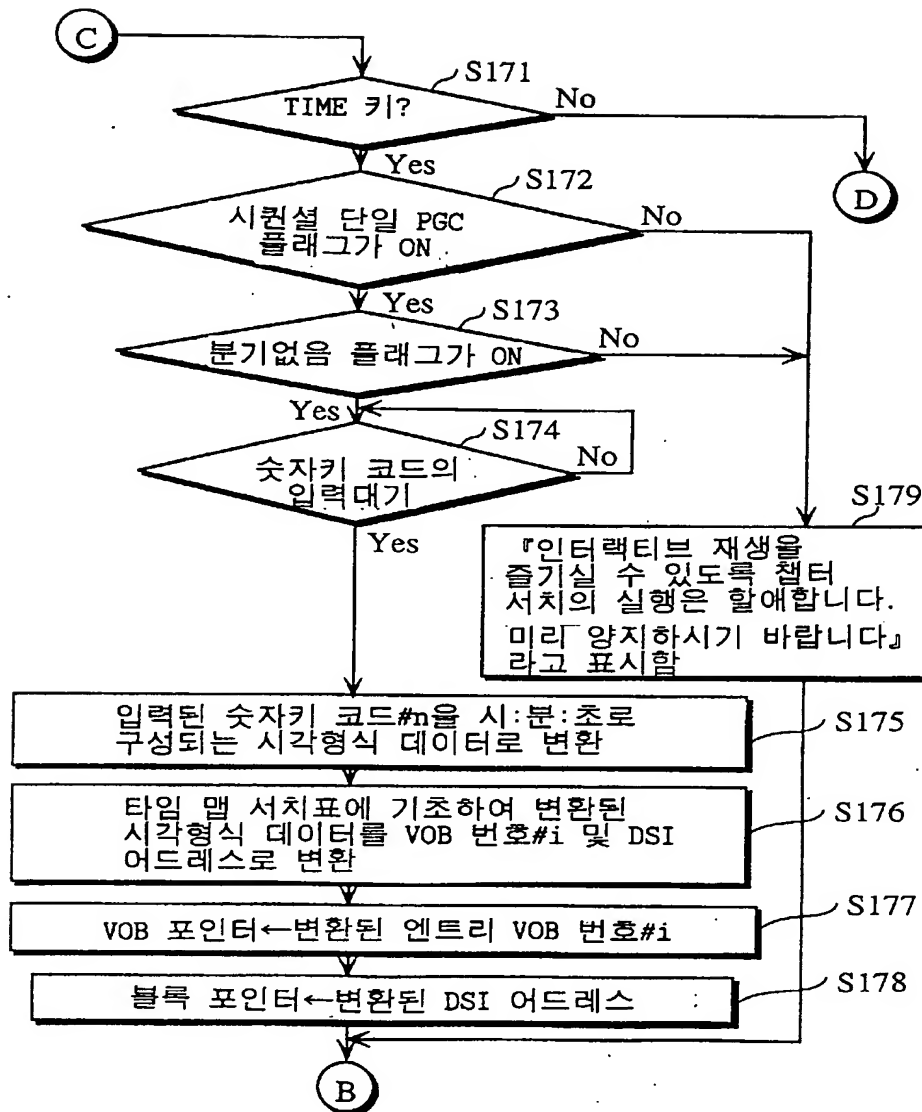 C
S171
TIME 키?
No
Yes
D
S172
시퀀셜 단일 PGC
플래그가 ON
No
Yes
S173
분기없음 플래그가 ON
No
Yes
S174
숫자키 코드의
입력대기
No
Yes
S179
『인터랙티브 재생을
즐기실 수 있도록 챕터
서치의 실행은 할애합니다.
미리 양지하시기 바랍니다』
라고 표시함
입력된 숫자키 코드#n을 시:분:초로
구성되는 시각형식 데이터로 변환
S175
타임 맵 서치표에 기초하여 변환된
시각형식 데이터를 VOB 번호#i 및 DSI
어드레스로 변환
S176
VOB 포인터←변환된 엔트리 VOB 번호#i
S177
블록 포인터←변환된 DSI 어드레스
S178
B